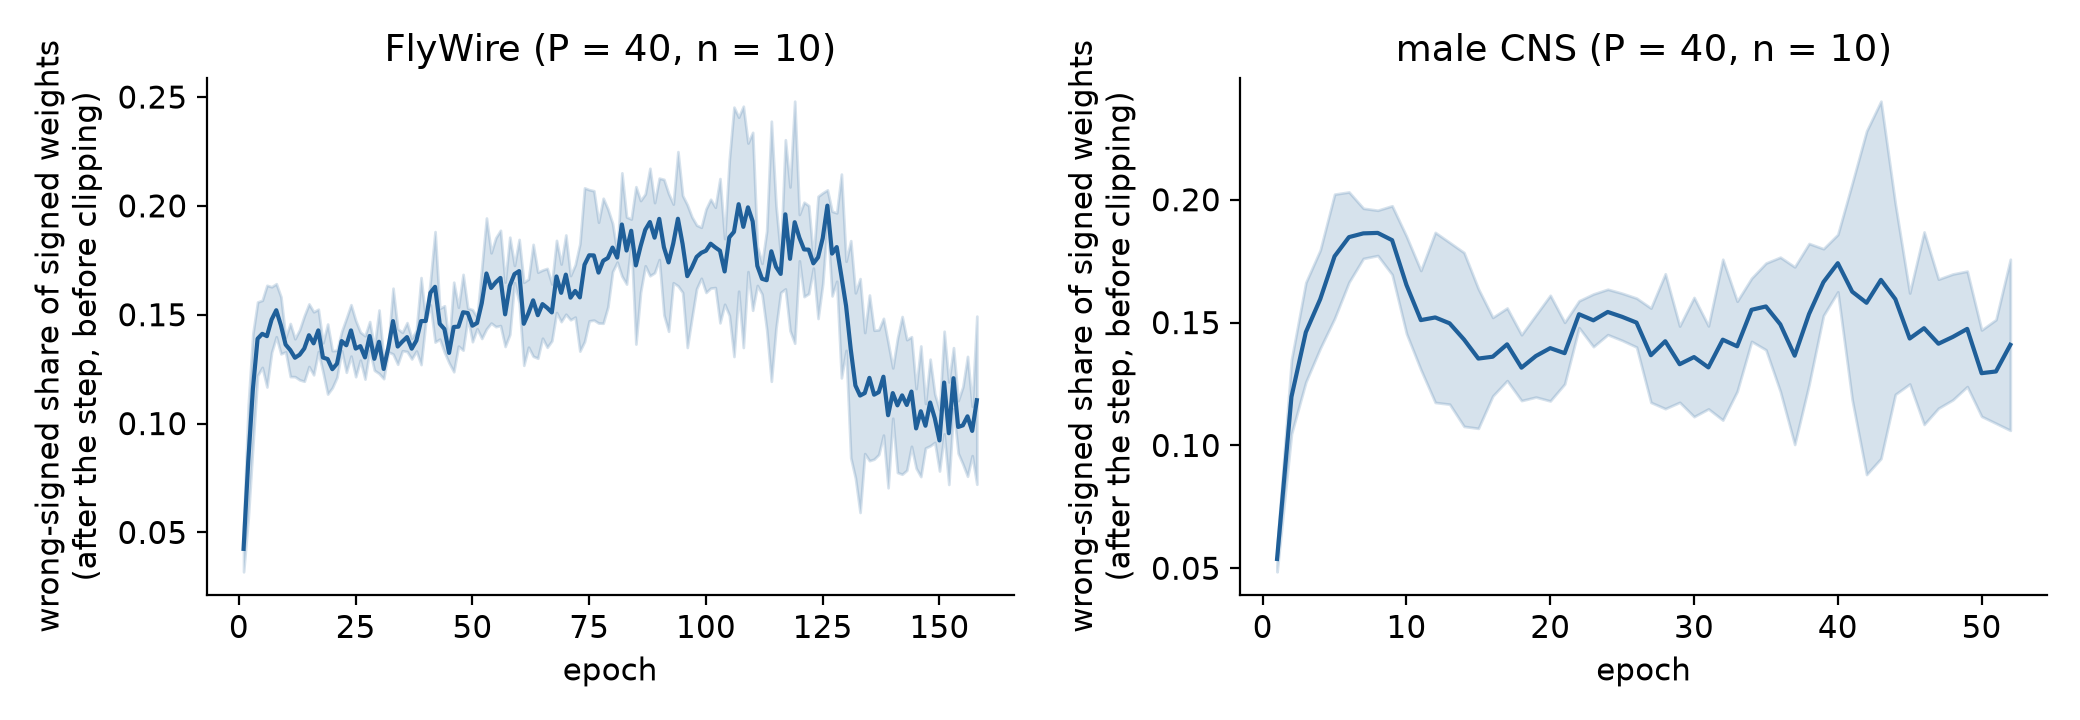 FlyWire (P = 40, n = 10)
wrong-signed share of signed weights
(after the step, before clipping)
0.25
0.20
0.15
0.10
0.05
0
25
50
75
100
125
150
epoch
male CNS (P = 40, n = 10)
wrong-signed share of signed weights
(after the step, before clipping)
0.20
0.15
0.10
0.05
0
10
20
30
40
50
epoch